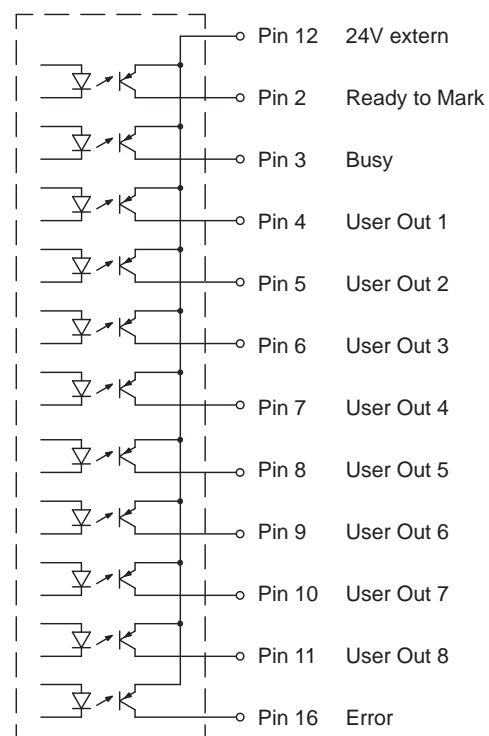 Pin 12 24V extern
Pin 2 Ready to Mark
Pin 3 Busy
Pin 4 User Out 1
Pin 5 User Out 2
Pin 6 User Out 3
Pin 7 User Out 4
Pin 8 User Out 5
Pin 9 User Out 6
Pin 10 User Out 7
Pin 11 User Out 8
Pin 16 Error